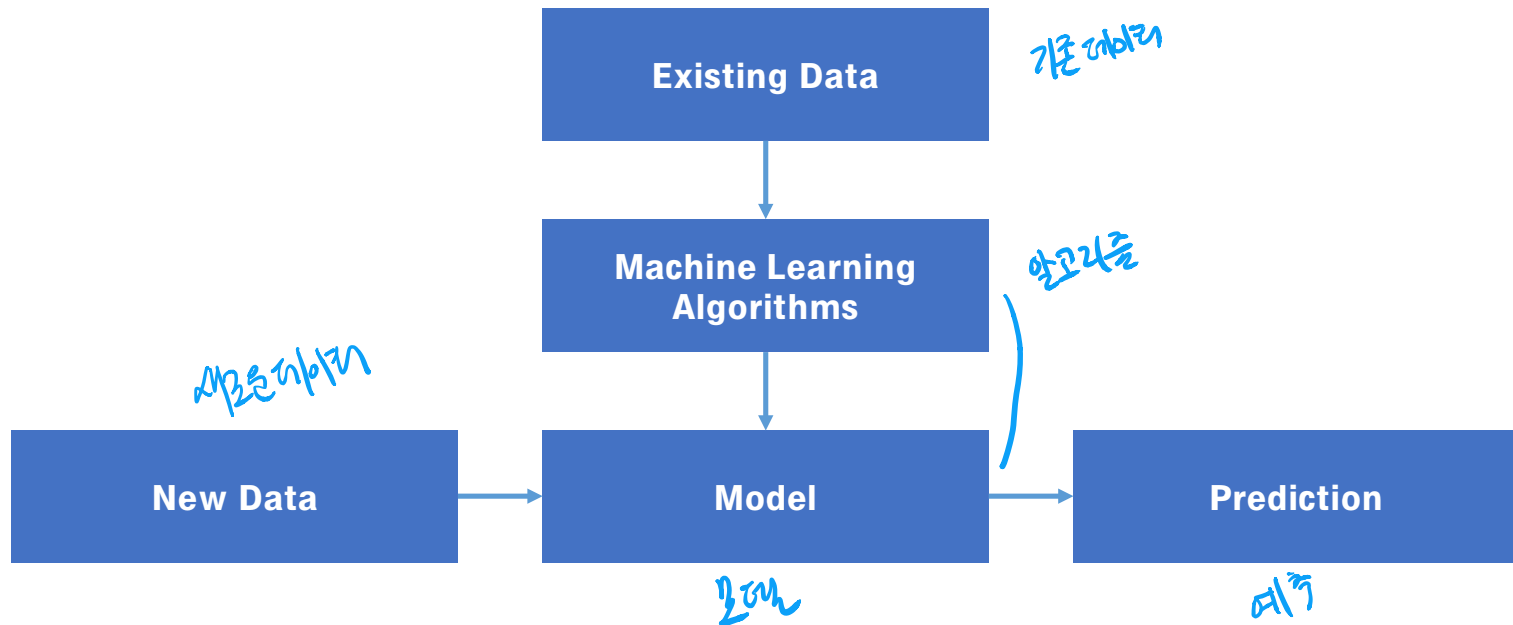 Existing Data
기존 데이터
Machine Learning
Algorithms
알고리즘
새로운 데이터
New Data
Model
Prediction
모델
예측